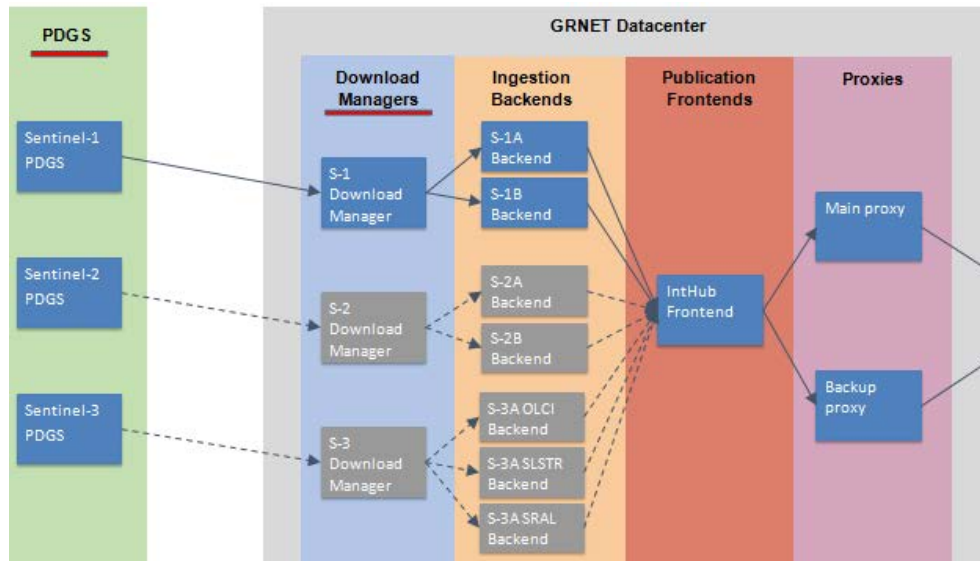 PDGS
GRNET Datacenter
Download
Managers
Ingestion
Backends
Publication
Frontends
Proxies
Sentinel-1
PDGS
Sentinel-2
PDGS
Sentinel-3
PDGS
S-1
Download
Manager
S-2
Download
Manager
S-3
Download
Manager
S-1A
Backend
S-1B
Backend
S-2A
Backend
S-2B
Backend
S-3A OLCI
Backend
S-3A SLSTR
Backend
S-3A SRAL
Backend
IntHub
Frontend
Main proxy
Backup
proxy